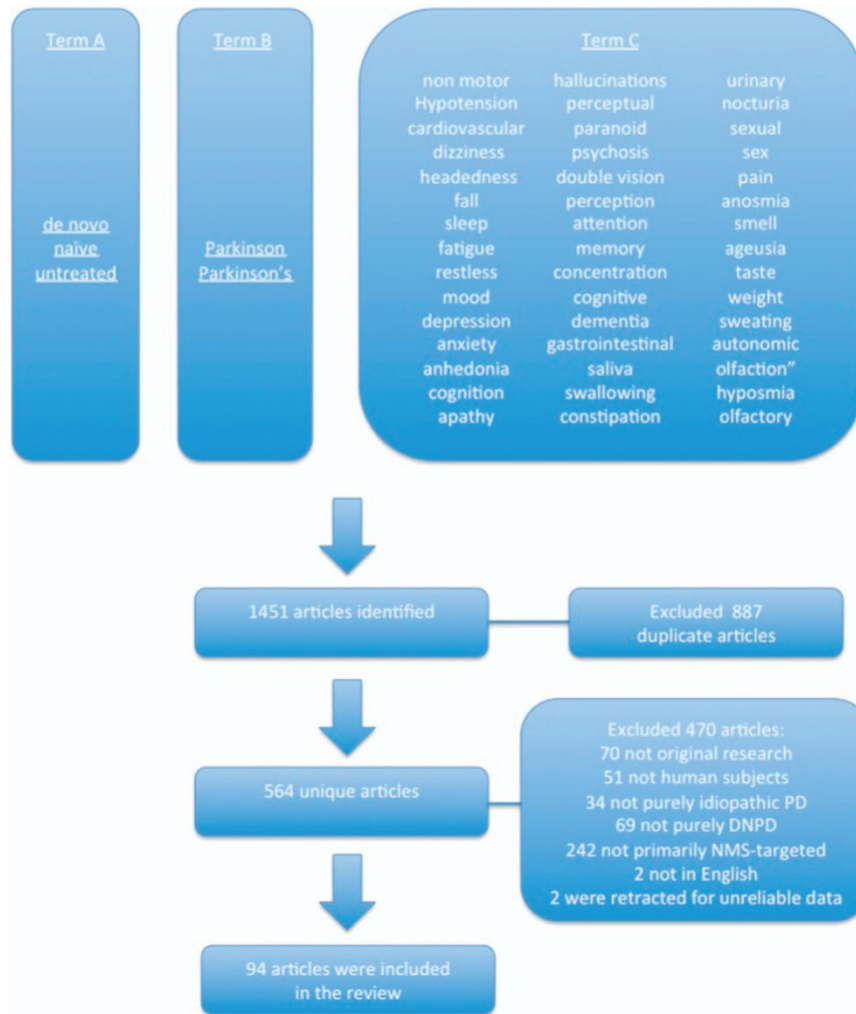 Term A
de novo
naïve
untreated
Term B
Parkinson
Parkinson's
Term C
non motor
Hypotension
cardiovascular
dizziness
headedness
fall
sleep
fatigue
restless
mood
depression
anxiety
anhedonia
cognition
apathy
hallucinations
perceptual
paranoid
psychosis
double vision
perception
attention
memory
concentration
cognitive
dementia
gastrointestinal
saliva
swallowing
constipation
urinary
nocturia
sexual
sex
pain
anosmia
smell
ageusia
taste
weight
sweating
autonomic
olfaction”
hyposmia
olfactory
1451 articles identified
Excluded 887
duplicate articles
564 unique articles
Excluded 470 articles:
70 not original research
51 not human subjects
34 not purely idiopathic PD
69 not purely DNPD
242 not primarily NMS-targeted
2 not in English
2 were retracted for unreliable data
94 articles were included
in the review